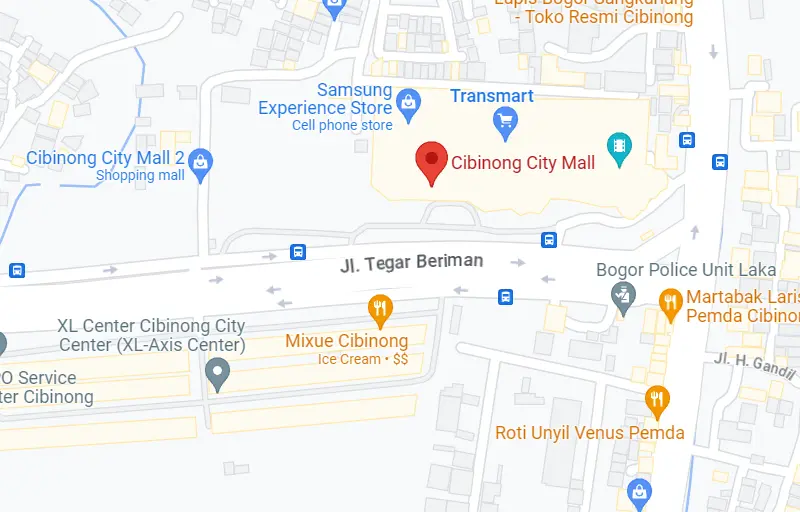 Lapis Bogor Sangkuriang
- Toko Resmi Cibinong
Samsung
Experience Store
Cell phone store
Transmart
Cibinong City Mall 2
Shopping mall
Cibinong City Mall
Jl. Tegar Beriman
Bogor Police Unit Laka
Martabak Laris
Pemda Cibinon
XL Center Cibinong City
Center (XL-Axis Center)
Mixue Cibinong
Ice Cream • $$
O Service
ter Cibinong
Jl. H. Gandil
Roti Unyil Venus Pemda